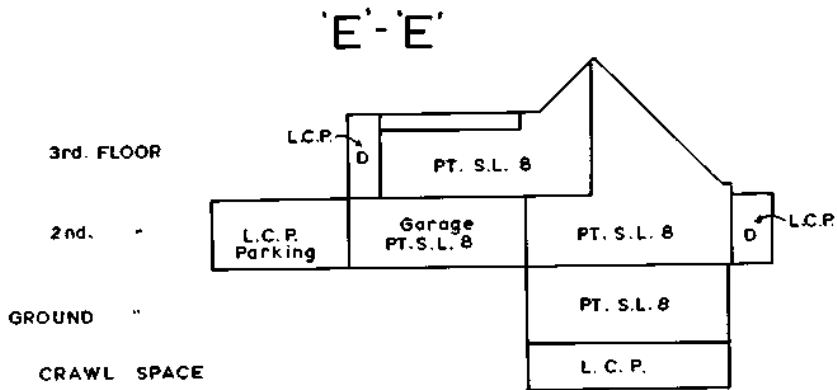 'E'-'E'
L.C.P.
3rd. FLOOR
D
PT. S.L. 8
2nd. "
L.C.P.
Parking
Garage
PT.S.L. 8
PT. S.L. 8
D
L.C.P.
GROUND "
PT. S.L. 8
CRAWL SPACE
L.C.P.